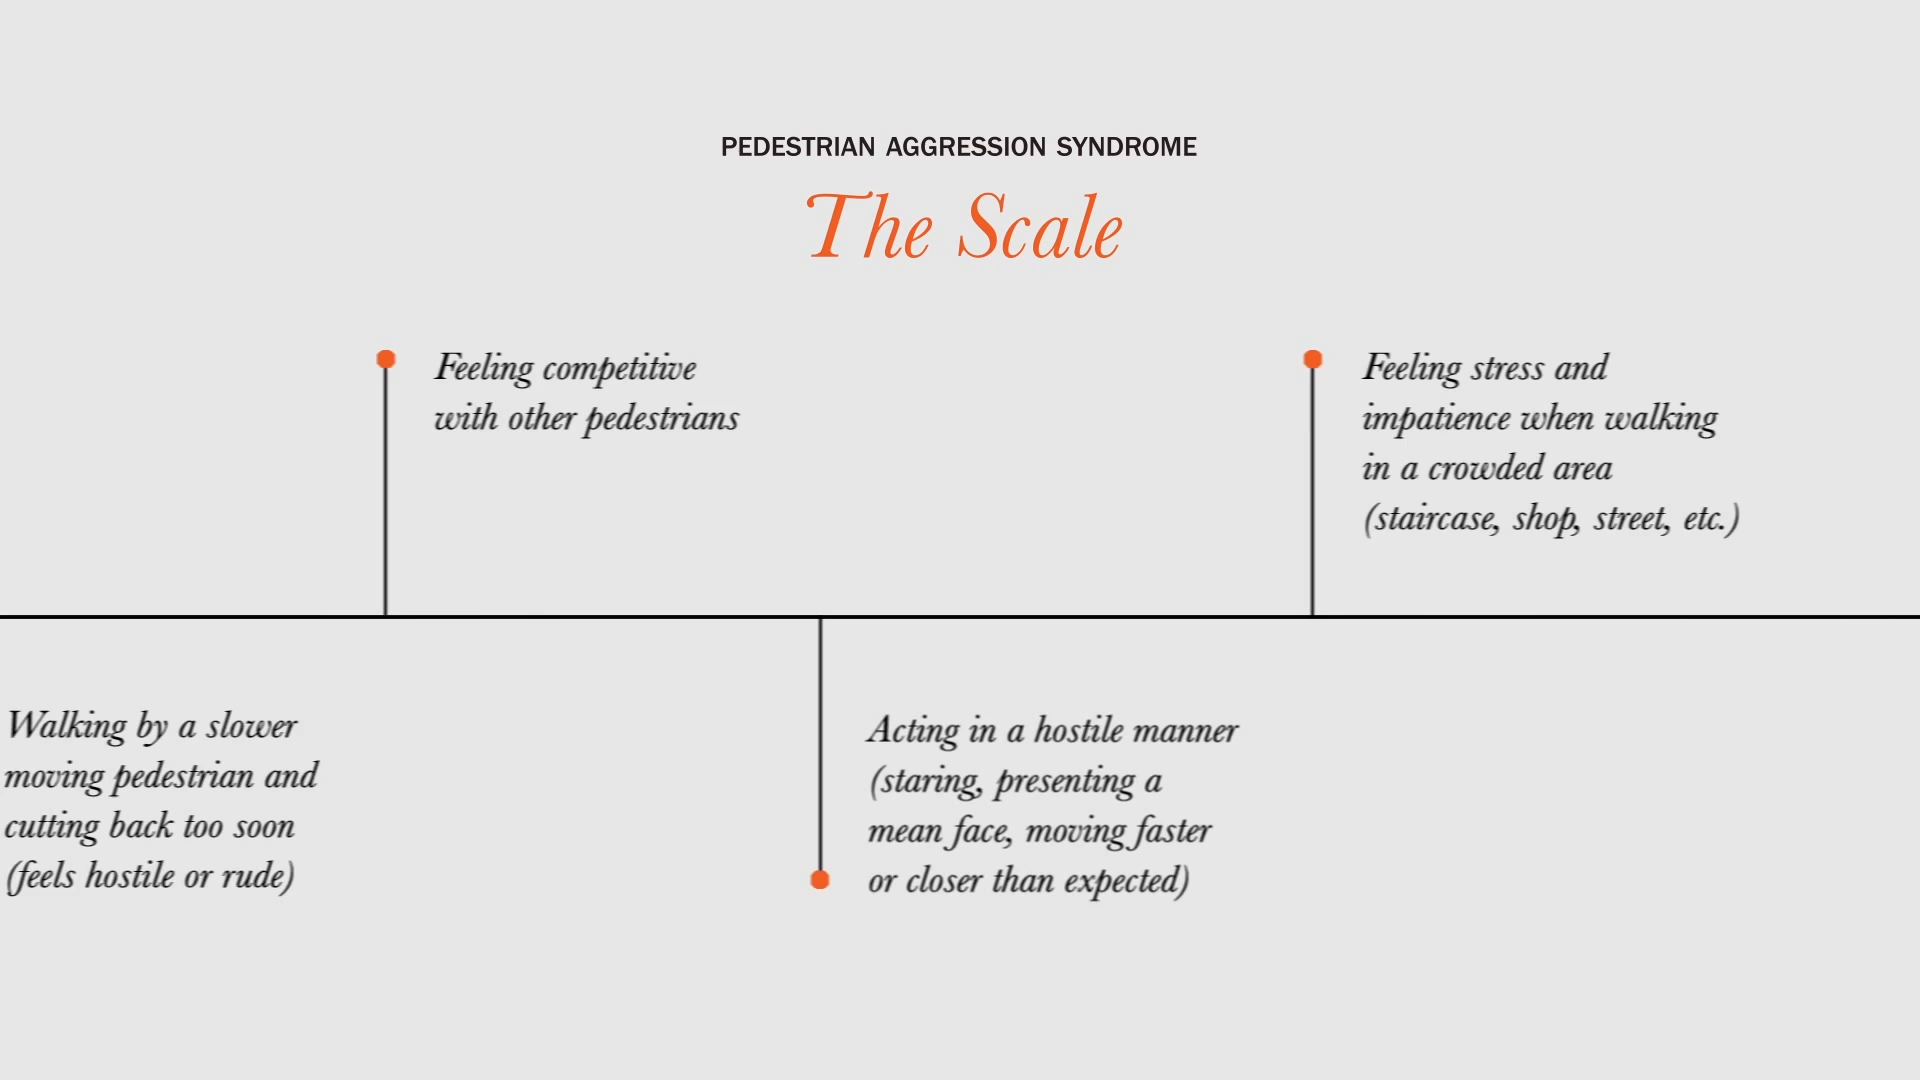 PEDESTRIAN AGGRESSION SYNDROME
The Scale
Feeling competitive
with other pedestrians
Feeling stress and
impatience when walking
in a crowded area
(staircase, shop, street, etc.)
Walking by a slower
moving pedestrian and
cutting back too soon
(feels hostile or rude)
Acting in a hostile manner
(staring, presenting a
mean face, moving faster
or closer than expected)